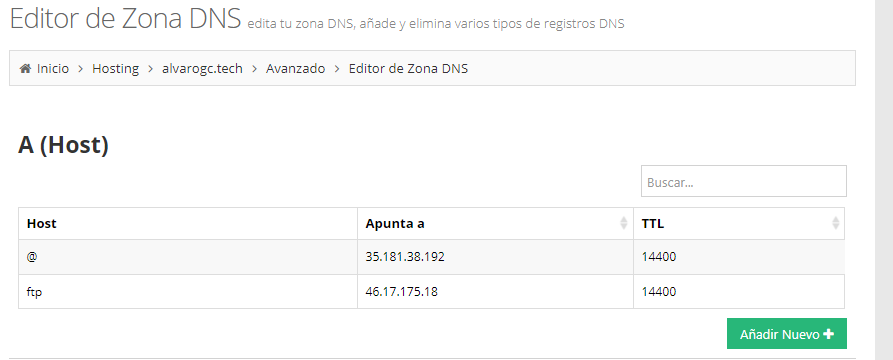 Editor de Zona DNS edita tu zona DNS, añade y elimina varios tipos de registros DNS
Inicio > Hosting > alvarogc.tech > Avanzado > Editor de Zona DNS
A (Host)
Buscar...
Host Apunta a TTL
@ 35.181.38.192 14400
ftp 46.17.175.18 14400
Añadir Nuevo +